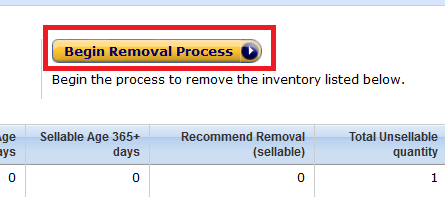 Begin Removal Process
Begin the process to remove the inventory listed below.
Age Sellable Age 365+ Recommend Removal Total Unsellable
days days (sellable) quantity
0 0 0 1